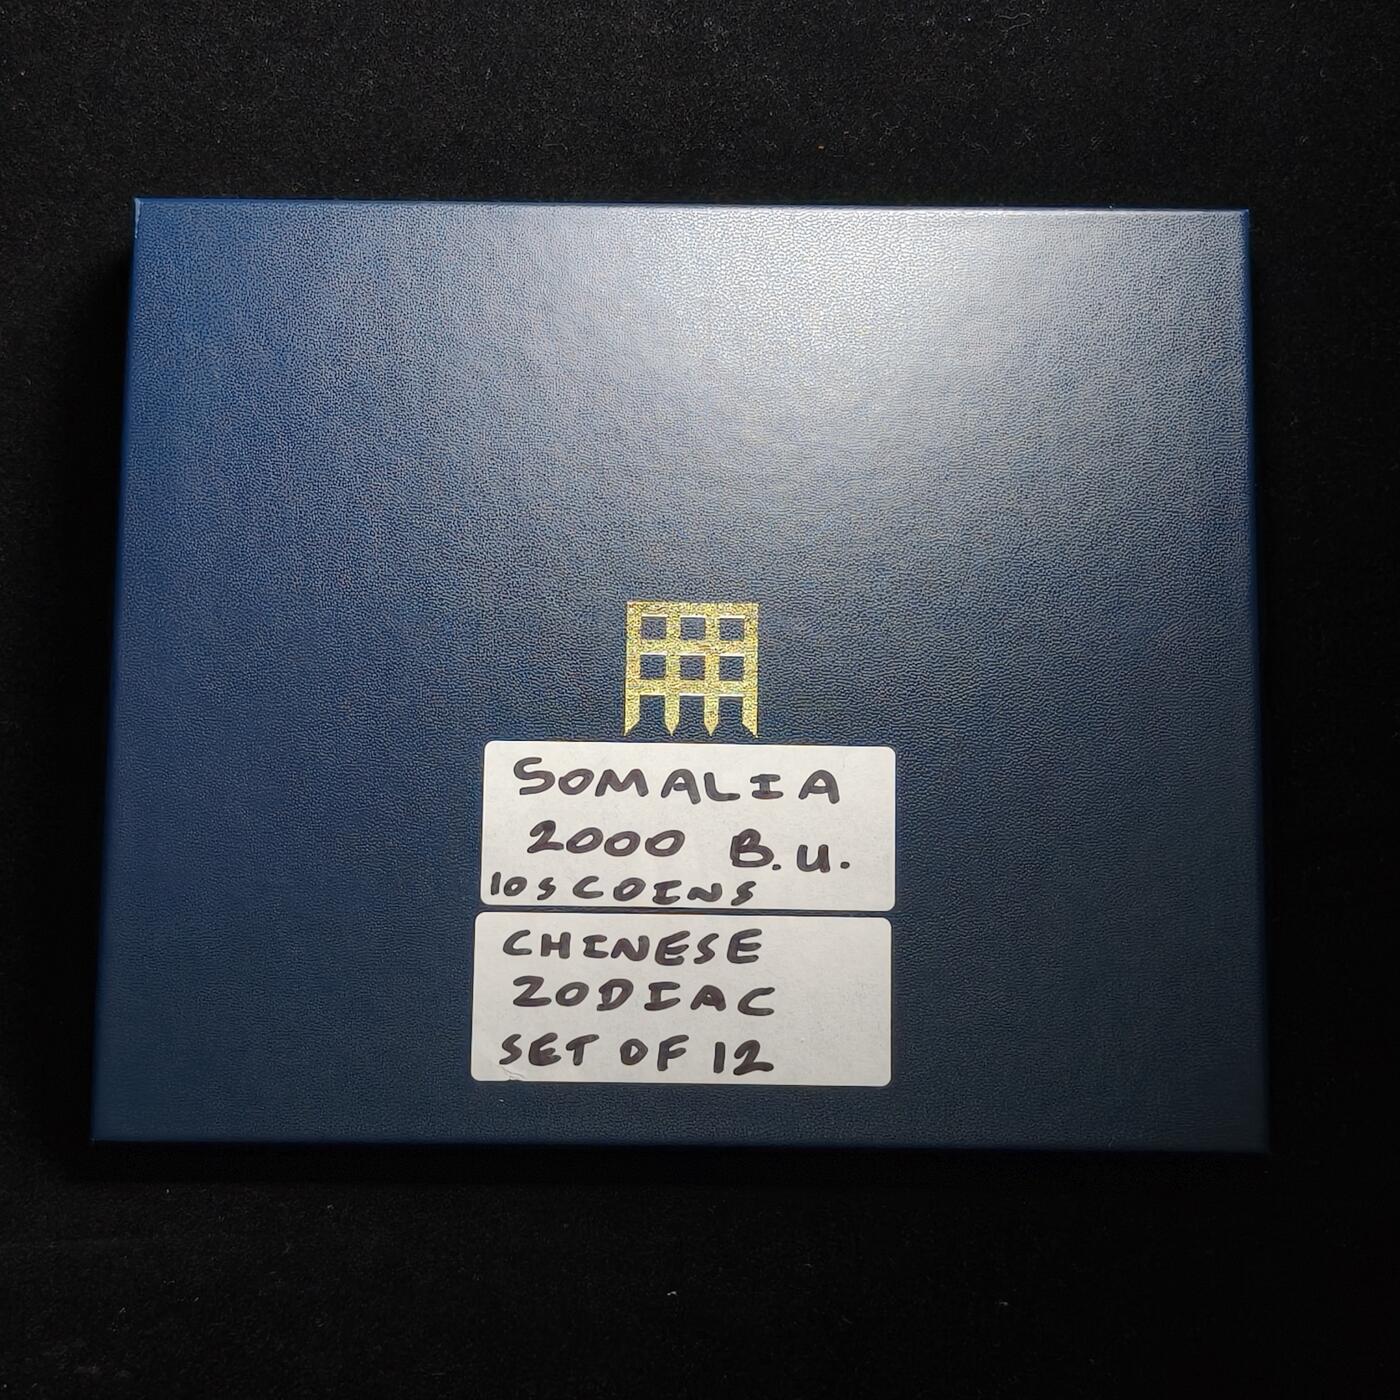 SOMALIA
2000 B.U.
10S COINS
CHINESE
ZODIAC
SET OF 12